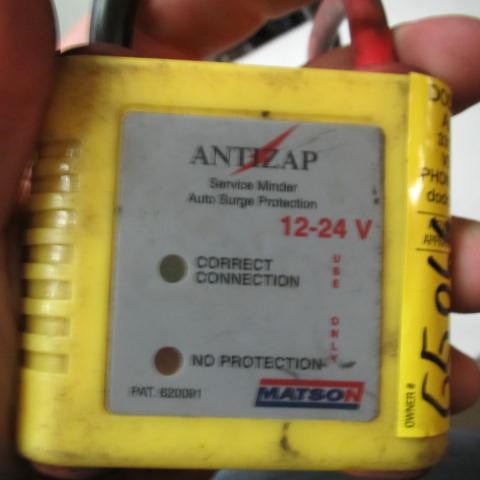 ANTIZAP
Service Minder
Auto Surge Protection
12-24 V
USE ONLY
CORRECT
CONNECTION
NO PROTECTION
PAT. 620091
MATSON
OWNER #